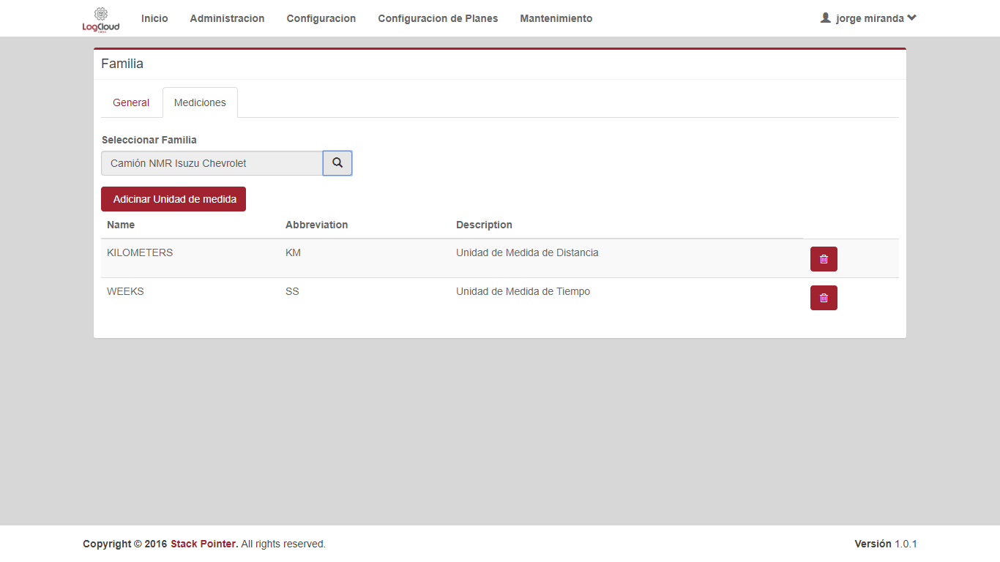 LogCloud
Inicio Administracion Configuracion Configuracion de Planes Mantenimiento jorge miranda
Familia
General Mediciones
Seleccionar Familia
Camión NMR Isuzu Chevrolet
Adicinar Unidad de medida
Name Abbreviation Description
KILOMETERS KM Unidad de Medida de Distancia
WEEKS SS Unidad de Medida de Tiempo
Copyright © 2016 Stack Pointer. All rights reserved. Versión 1.0.1